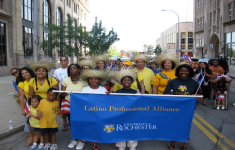 Latino Professional Alliance
UNIVERSITY of
ROCHESTER